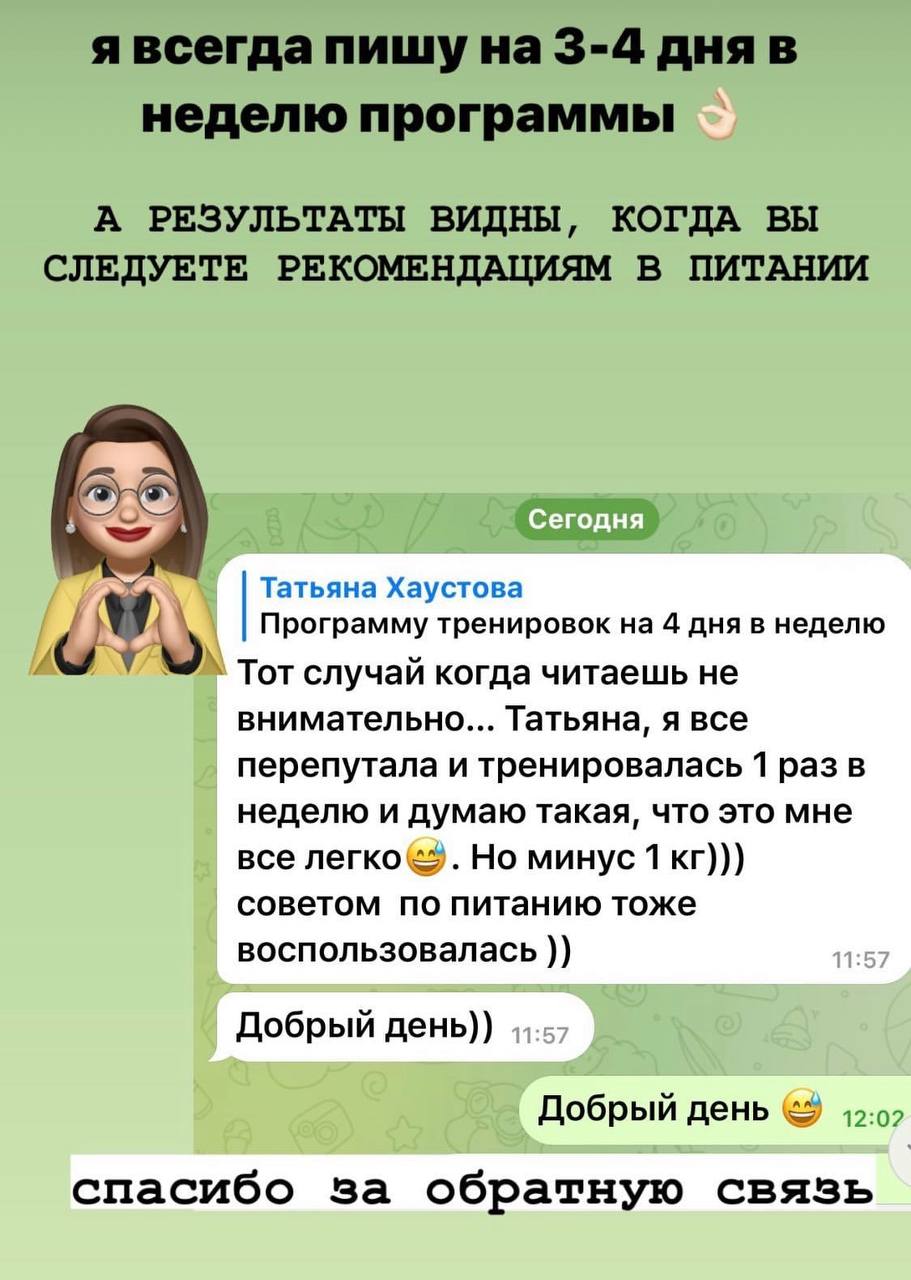 я всегда пишу на 3-4 дня в
неделю программы 👌🏻
А РЕЗУЛЬТАТЫ ВИДНЫ, КОГДА ВЫ
СЛЕДУЕТЕ РЕКОМЕНДАЦИЯМ В ПИТАНИИ
Сегодня
Татьяна Хаустова
Программу тренировок на 4 дня в неделю
Тот случай когда читаешь не
внимательно... Татьяна, я все
перепутала и тренировалась 1 раз в
неделю и думаю такая, что это мне
все легко😅. Но минус 1 кг)))
советом по питанию тоже
воспользовалась ))
11:57
Добрый день)) 11:57
Добрый день 😅 12:02
спасибо за обратную связь